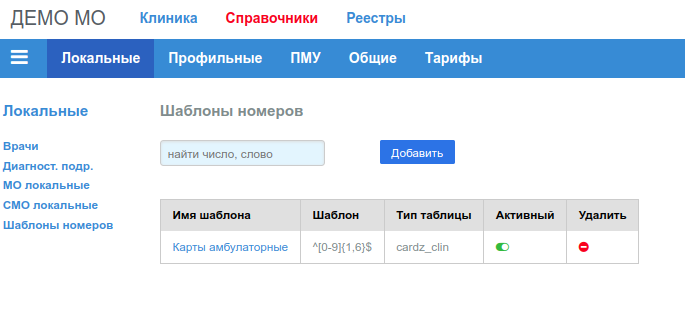 ДЕМО МО Клиника Справочники Реестры
Локальные Профильные ПМУ Общие Тарифы
Локальные
Врачи
Диагност. подр.
МО локальные
СМО локальные
Шаблоны номеров
Шаблоны номеров
найти число, слово Добавить
Имя шаблона Шаблон Тип таблицы Активный Удалить
Карты амбулаторные ^[0-9]{1,6}$ cardz_clin